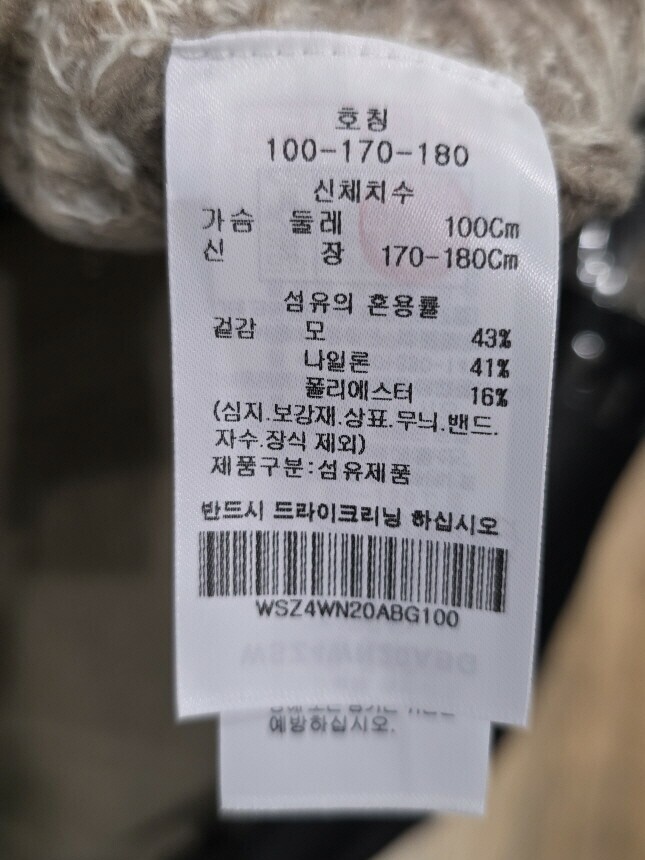 호칭
100-170-180
신체치수
가슴 둘레 100Cm
신 장 170-180Cm
섬유의 혼용률
겉감 모 43%
나일론 41%
폴리에스터 16%
(심지.보강재.상표.무늬.밴드.
자수.장식 제외)
제품구분:섬유제품
반드시 드라이크리닝 하십시오
WSZ4WN20ABG100
예방하십시오.